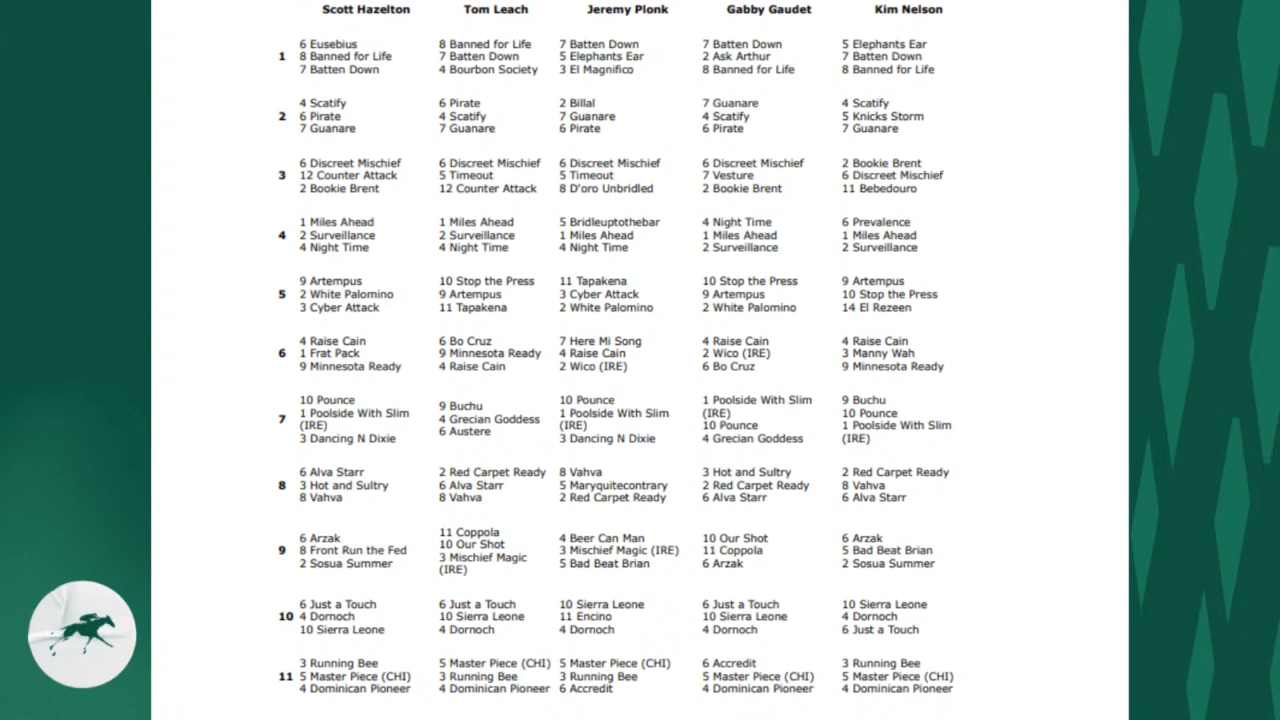 Scott Hazelton Tom Leach Jeremy Plonk Gabby Gaudet Kim Nelson
6 Eusebius 8 Banned for Life 7 Batten Down 7 Batten Down 5 Elephants Ear
1 8 Banned for Life 7 Batten Down 5 Elephants Ear 2 Ask Arthur 7 Batten Down
7 Batten Down 4 Bourbon Society 3 El Magnifico 8 Banned for Life 8 Banned for Life
4 Scatify 6 Pirate 2 Billal 7 Guanare 4 Scatify
2 6 Pirate 4 Scatify 7 Guanare 4 Scatify 5 Knicks Storm
7 Guanare 7 Guanare 6 Pirate 6 Pirate 7 Guanare
6 Discreet Mischief 6 Discreet Mischief 6 Discreet Mischief 6 Discreet Mischief 2 Bookie Brent
3 12 Counter Attack 5 Timeout 5 Timeout 7 Vesture 6 Discreet Mischief
2 Bookie Brent 12 Counter Attack 8 D'oro Unbridled 2 Bookie Brent 11 Bebedouro
1 Miles Ahead 1 Miles Ahead 5 Bridleuptothebar 4 Night Time 6 Prevalence
4 2 Surveillance 2 Surveillance 1 Miles Ahead 1 Miles Ahead 1 Miles Ahead
4 Night Time 4 Night Time 4 Night Time 2 Surveillance 2 Surveillance
9 Artempus 10 Stop the Press 11 Tapakena 10 Stop the Press 9 Artempus
5 2 White Palomino 9 Artempus 3 Cyber Attack 9 Artempus 10 Stop the Press
3 Cyber Attack 11 Tapakena 2 White Palomino 2 White Palomino 14 El Rezeen
4 Raise Cain 6 Bo Cruz 7 Here Mi Song 4 Raise Cain 4 Raise Cain
6 1 Frat Pack 9 Minnesota Ready 4 Raise Cain 2 Wico (IRE) 3 Manny Wah
9 Minnesota Ready 4 Raise Cain 2 Wico (IRE) 6 Bo Cruz 9 Minnesota Ready
10 Pounce 9 Buchu 10 Pounce 1 Poolside With Slim 9 Buchu
7 1 Poolside With Slim 4 Grecian Goddess 1 Poolside With Slim (IRE) 10 Pounce
(IRE) 6 Austere (IRE) 10 Pounce 1 Poolside With Slim
3 Dancing N Dixie 3 Dancing N Dixie 4 Grecian Goddess (IRE)
6 Alva Starr 2 Red Carpet Ready 8 Vahva 3 Hot and Sultry 2 Red Carpet Ready
8 3 Hot and Sultry 6 Alva Starr 5 Maryquitecontrary 2 Red Carpet Ready 8 Vahva
8 Vahva 8 Vahva 2 Red Carpet Ready 6 Alva Starr 6 Alva Starr
11 Coppola
6 Arzak 10 Our Shot 4 Beer Can Man 10 Our Shot 6 Arzak
9 8 Front Run the Fed 3 Mischief Magic 3 Mischief Magic (IRE) 11 Coppola 5 Bad Beat Brian
2 Sosua Summer (IRE) 5 Bad Beat Brian 6 Arzak 2 Sosua Summer
6 Just a Touch 6 Just a Touch 10 Sierra Leone 6 Just a Touch 10 Sierra Leone
10 4 Dornoch 10 Sierra Leone 11 Encino 10 Sierra Leone 4 Dornoch
10 Sierra Leone 4 Dornoch 4 Dornoch 4 Dornoch 6 Just a Touch
3 Running Bee 5 Master Piece (CHI) 5 Master Piece (CHI) 6 Accredit 3 Running Bee
11 5 Master Piece (CHI) 3 Running Bee 3 Running Bee 5 Master Piece (CHI) 5 Master Piece (CHI)
4 Dominican Pioneer 4 Dominican Pioneer 6 Accredit 4 Dominican Pioneer 4 Dominican Pioneer